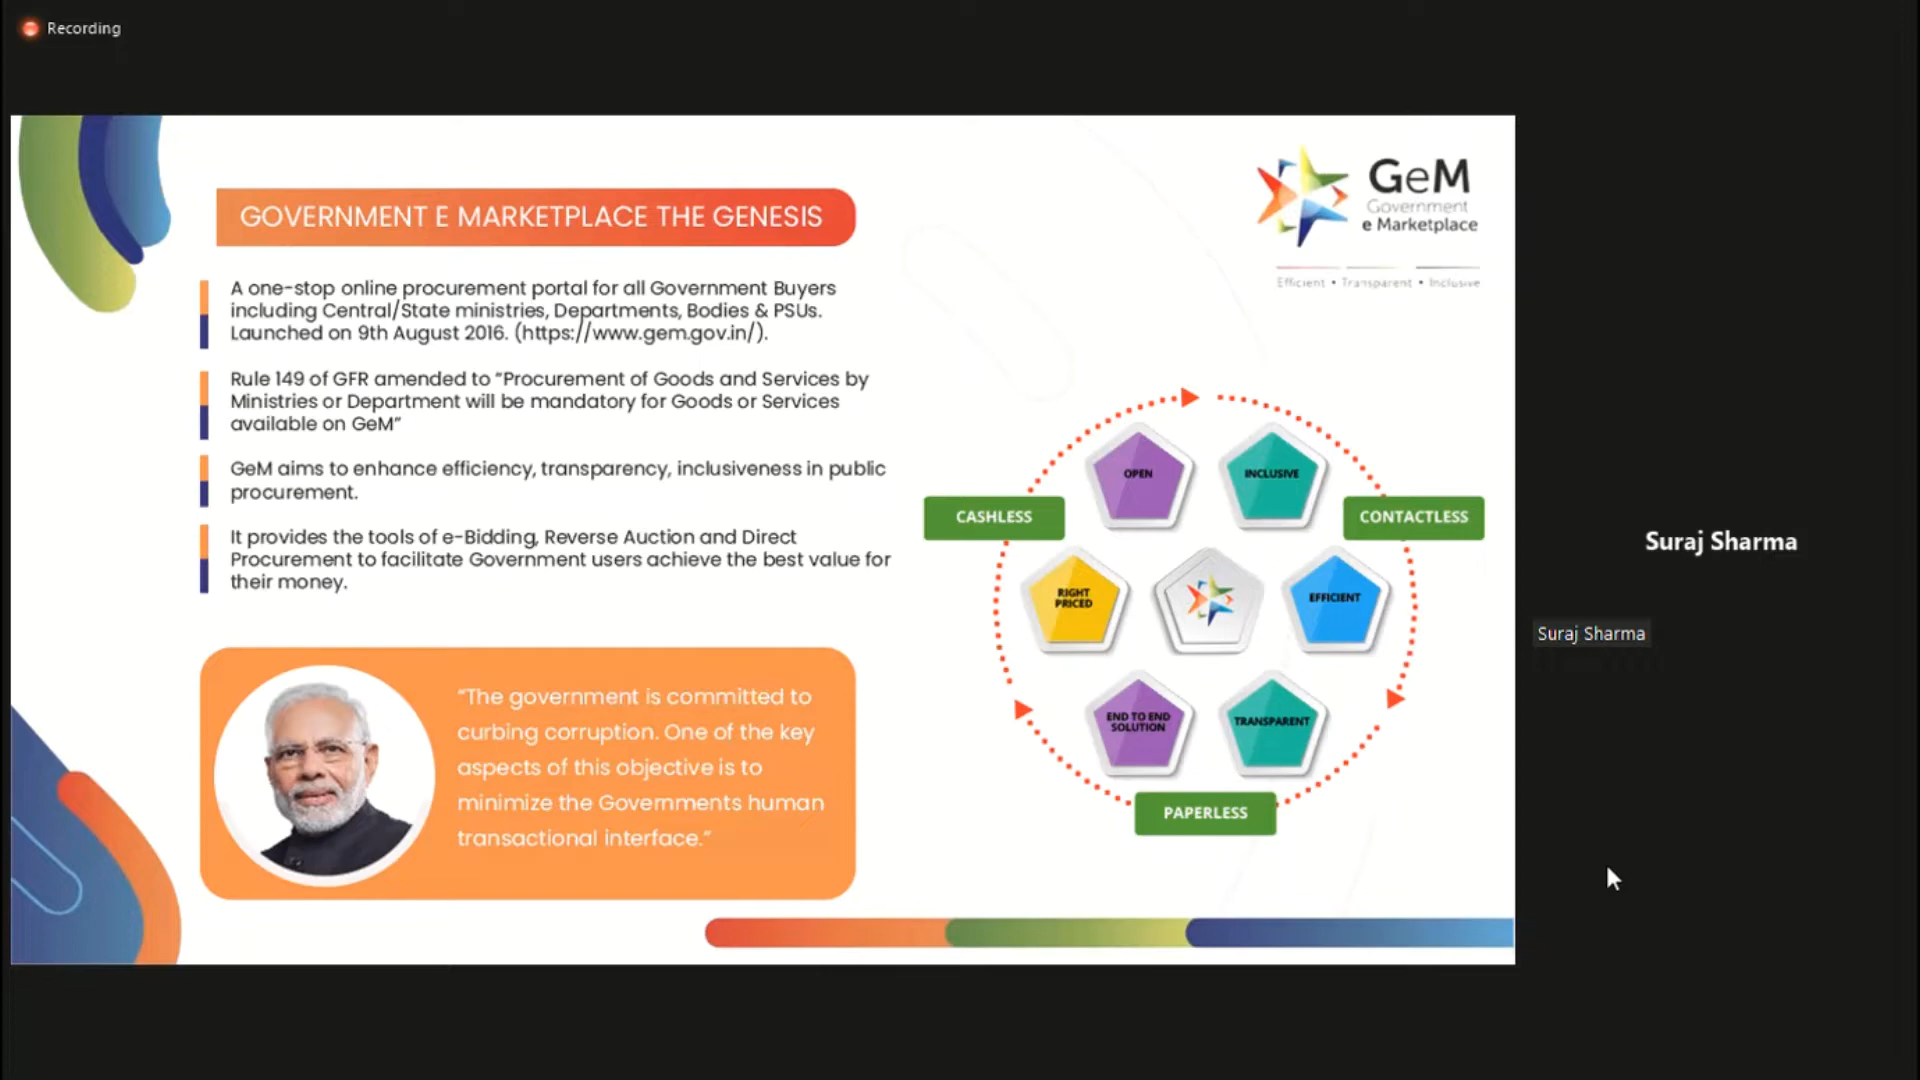 Recording
GOVERNMENT E MARKETPLACE THE GENESIS
A one-stop online procurement portal for all Government Buyers
including Central/State ministries, Departments, Bodies & PSUs.
Launched on 9th August 2016. (https://www.gem.gov.in/).
Rule 149 of GFR amended to “Procurement of Goods and Services by
Ministries or Department will be mandatory for Goods or Services
available on GeM”
GeM aims to enhance efficiency, transparency, inclusiveness in public
procurement.
It provides the tools of e-Bidding, Reverse Auction and Direct
Procurement to facilitate Government users achieve the best value for
their money.
“The government is committed to
curbing corruption. One of the key
aspects of this objective is to
minimize the Governments human
transactional interface.”
GeM
Government
e Marketplace
Efficient • Transparent • Inclusive
OPEN
INCLUSIVE
CASHLESS
CONTACTLESS
RIGHT
PRICED
EFFICIENT
END TO END
SOLUTION
TRANSPARENT
PAPERLESS
Suraj Sharma
Suraj Sharma